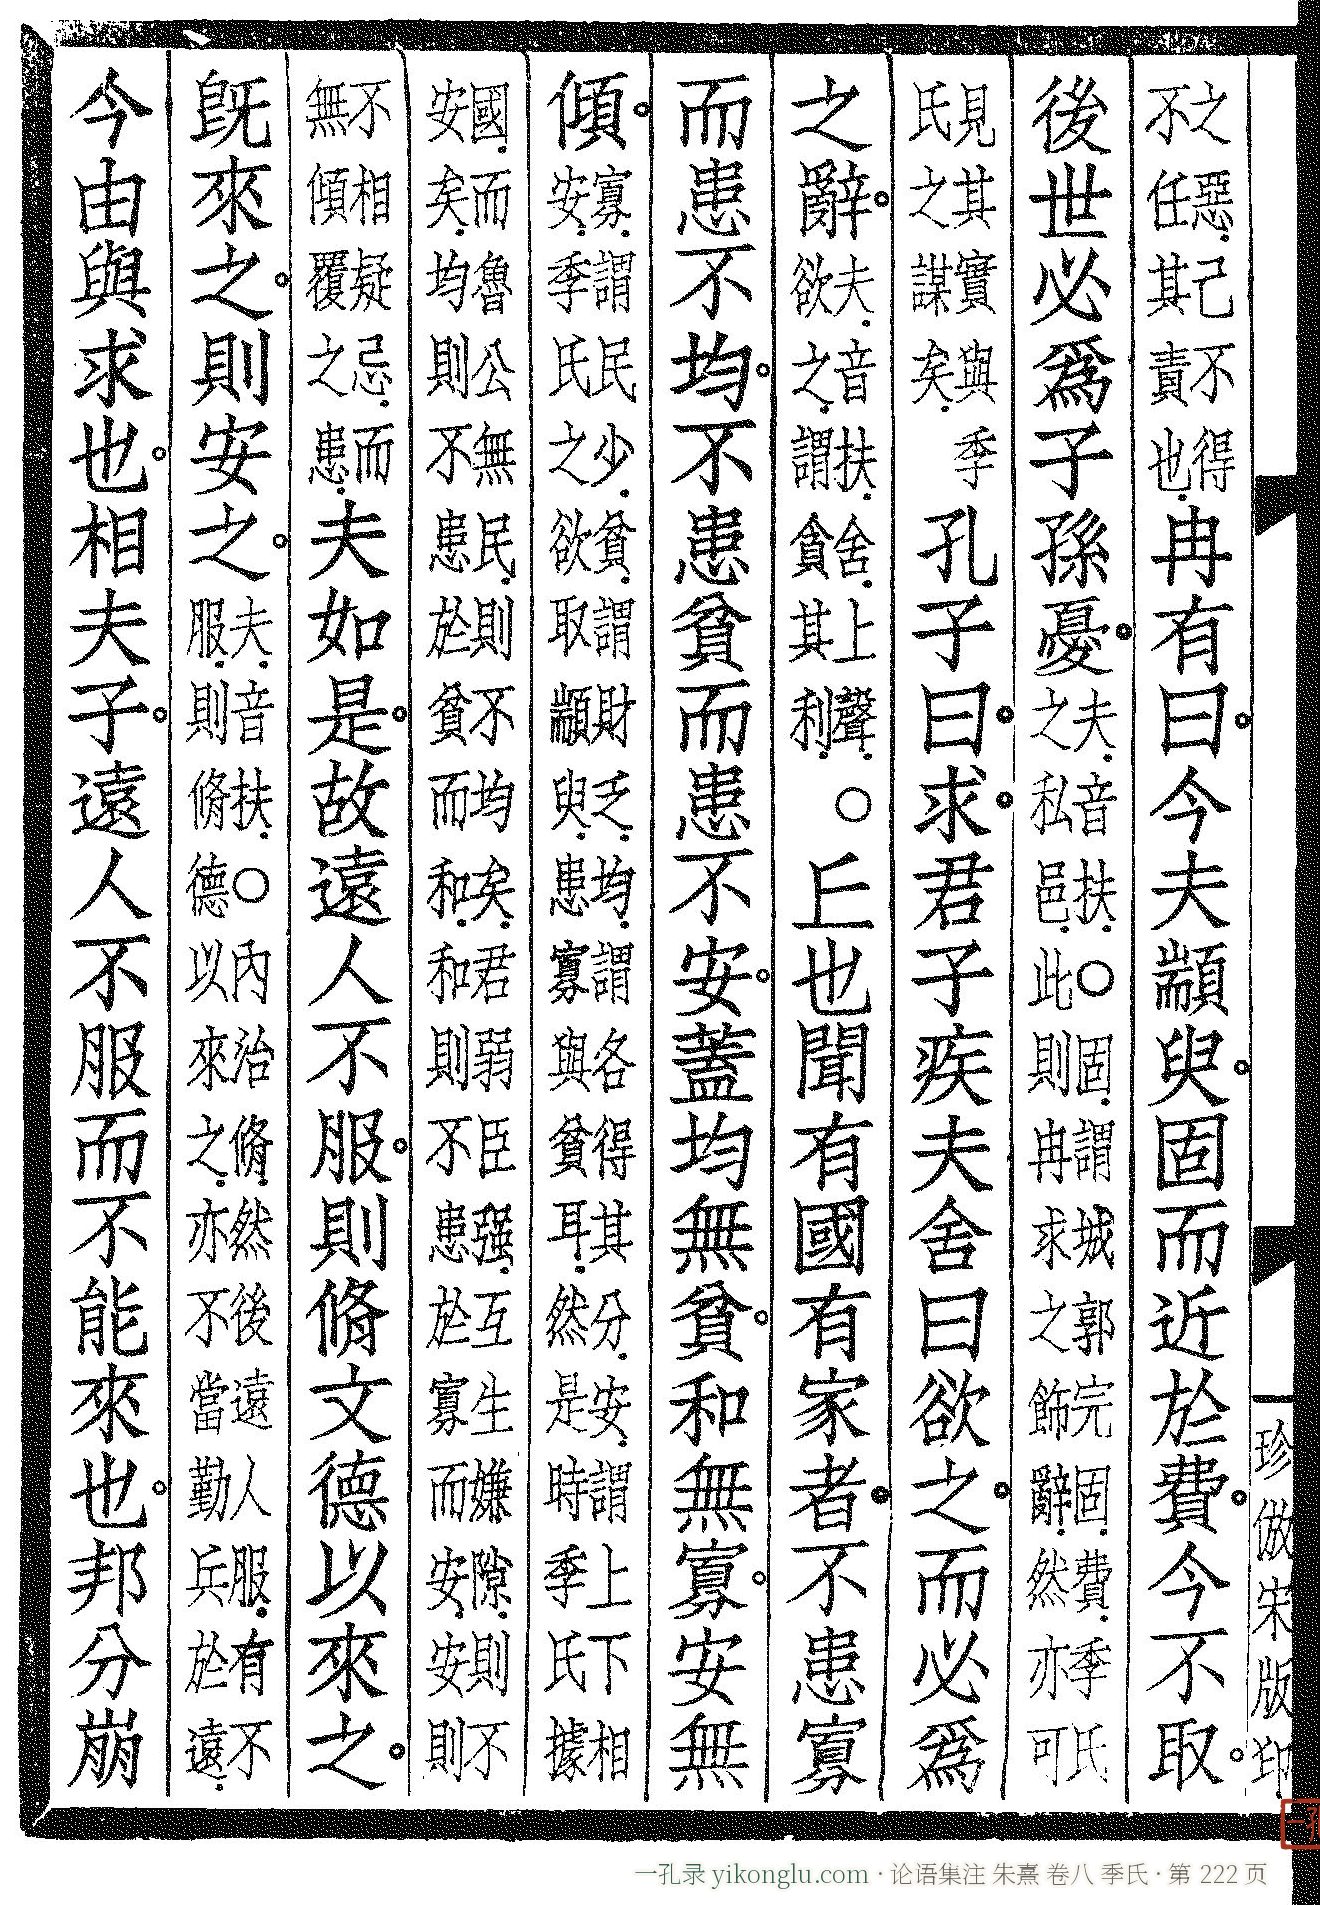 之惡己不得
不任其責也
冉有曰今夫顓臾固而近於費今不取
後世必爲子孫憂
夫音扶○固謂城郭完固費季氏
之私邑此則冉求之飾辭然亦可
見其實與季
氏之謀矣
孔子曰求君子疾夫舍曰欲之而必爲
之辭
夫音扶舍上聲○
欲之謂貪其利
丘也聞有國有家者不患寡
而患不均不患貧而患不安蓋均無貧和無寡安無
傾
寡謂民少貧謂財乏均謂各得其分安謂上下相
安季氏之欲取顓臾患寡與貧耳然是時季氏據
國而魯公無民則不均矣君弱臣强互生嫌隙則不
安矣均則不患於貧而和和則不患於寡而安安則
不相疑忌而
無傾覆之患
夫如是故遠人不服則脩文德以來之
既來之則安之
夫音扶○內治脩然後遠人服有不
服則脩德以來之亦不當勤兵於遠
今由與求也相夫子遠人不服而不能來也邦分崩
珍倣宋版印
一孔录 yikonglu.com · 论语集注 朱熹 卷八 季氏 · 第 222 页